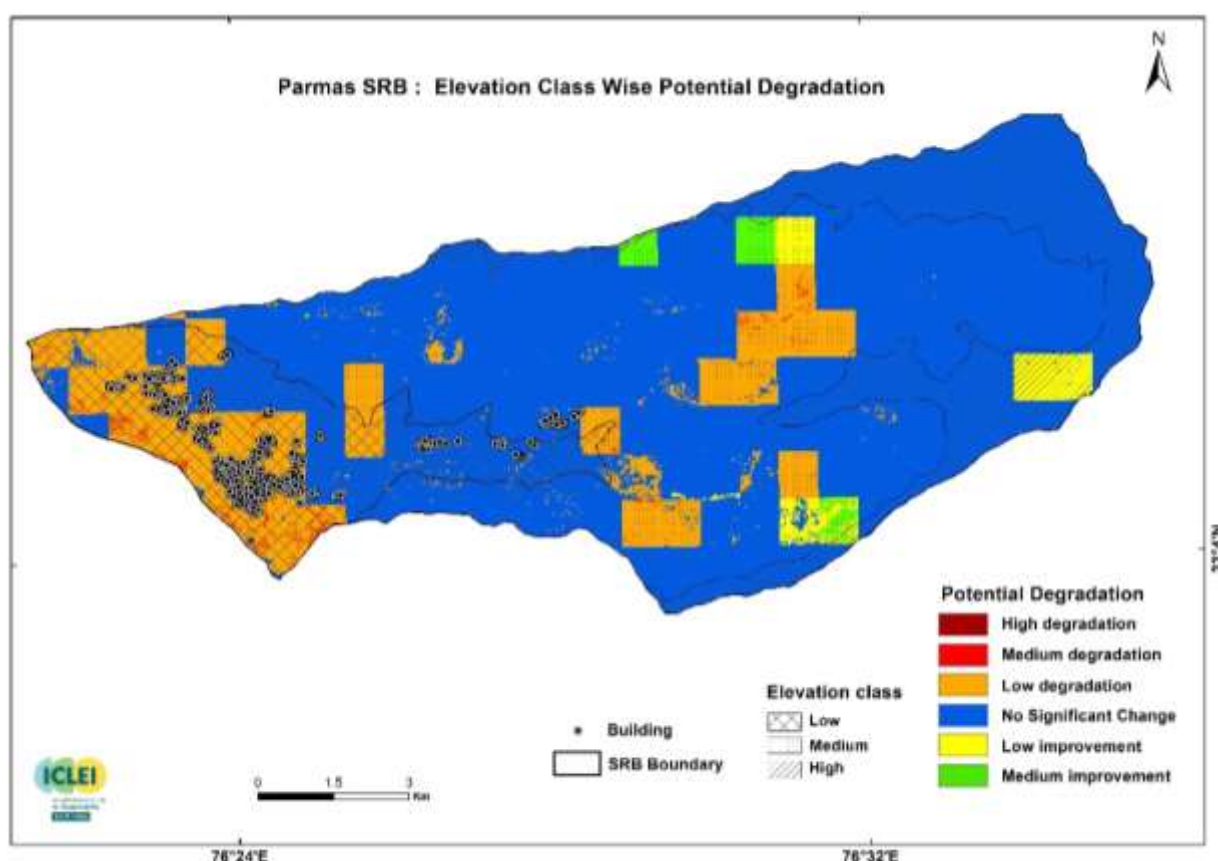 N
Parmas SRB : Elevation Class Wise Potential Degradation
Potential Degradation
High degradation
Medium degradation
Low degradation
No Significant Change
Low improvement
Medium improvement
Elevation class
Low
Medium
High
Building
SRB Boundary
0 1.5 3
Km
ICLEI
76°24'E 76°32'E